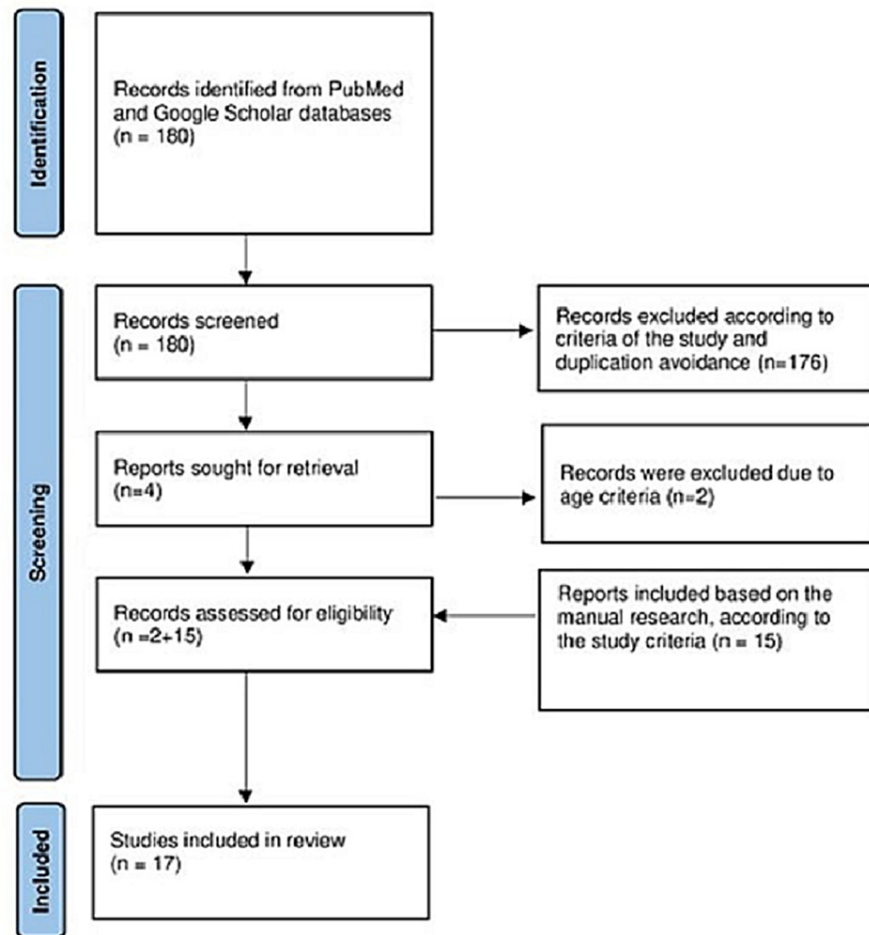 Identification
Records identified from PubMed
and Google Scholar databases
(n = 180)
Screening
Records screened
(n = 180)
Records excluded according to
criteria of the study and
duplication avoidance (n=176)
Reports sought for retrieval
(n=4)
Records were excluded due to
age criteria (n=2)
Records assessed for eligibility
(n =2+15)
Reports included based on the
manual research, according to
the study criteria (n = 15)
Included
Studies included in review
(n = 17)